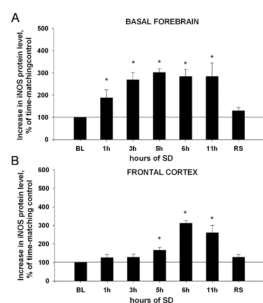 A
BASAL FOREBRAIN
Increase in iNOS protein level,
% of time-matchingcontrol
500
400
300
200
100
0
* * * * *
BL 1h 3h 5h 6h 11h RS
hours of SD
B
FRONTAL CORTEX
Increase in iNOS protein level,
% of time-matching control
600
500
400
300
200
100
0
* * *
BL 1h 3h 5h 6h 11h RS
hours of SD